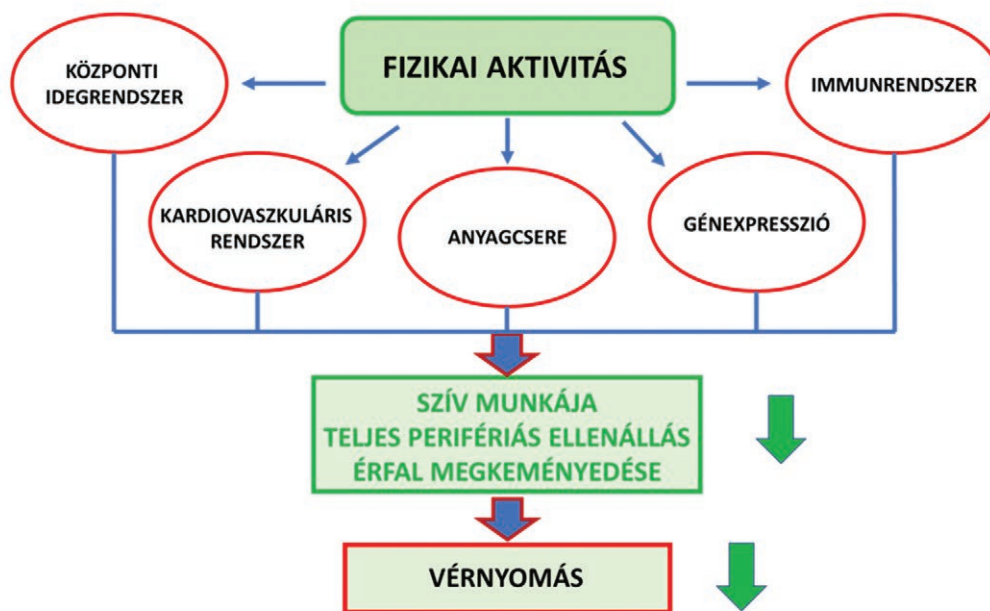 FIZIKAI AKTIVITÁS
KÖZPONTI
IDEGRENDSZER
IMMUNRENDSZER
KARDIOVASZKULÁRIS
RENDSZER
ANYAGCSERE
GÉNEXPRESSZIÓ
SZÍV MUNKÁJA
TELJES PERIFÉRIÁS ELLENÁLLÁS
ÉRFAL MEGKEMÉNYEDÉSE
VÉRNYOMÁS